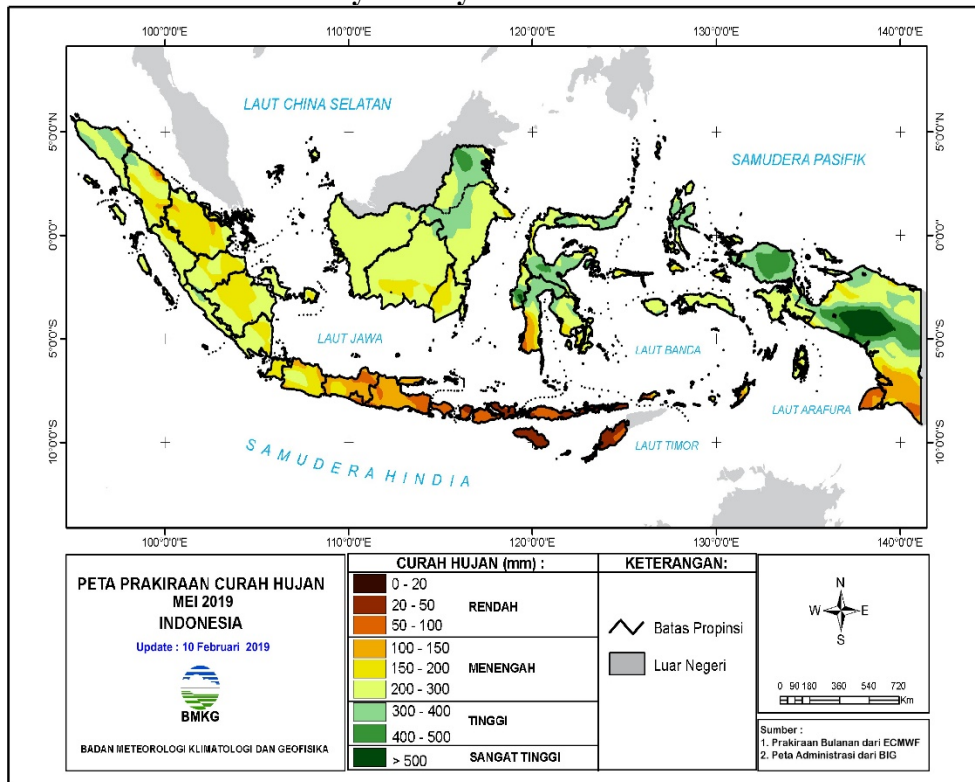 100°0'0"E 110°0'0"E 120°0'0"E 130°0'0"E 140°0'0"E
LAUT CHINA SELATAN
SAMUDERA PASIFIK
5°0'0"N 5°0'0"N
0°0'0" 0°0'0"
5°0'0"S 5°0'0"S
10°0'0"S 10°0'0"S
LAUT JAWA
LAUT BANDA
LAUT ARAFURA
LAUT TIMOR
SAMUDERA HINDIA
100°0'0"E 110°0'0"E 120°0'0"E 130°0'0"E 140°0'0"E
PETA PRAKIRAAN CURAH HUJAN
MEI 2019
INDONESIA
Update : 10 Februari 2019
BMKG
BADAN METEOROLOGI KLIMATOLOGI DAN GEOFISIKA
CURAH HUJAN (mm) :
0 - 20
20 - 50
50 - 100
RENDAH
100 - 150
150 - 200
200 - 300
MENENGAH
300 - 400
400 - 500
TINGGI
> 500
SANGAT TINGGI
KETERANGAN:
Batas Propinsi
Luar Negeri
N
W E
S
0 90 180 360 540 720
Km
Sumber :
1. Prakiraan Bulanan dari ECMWF
2. Peta Administrasi dari BIG